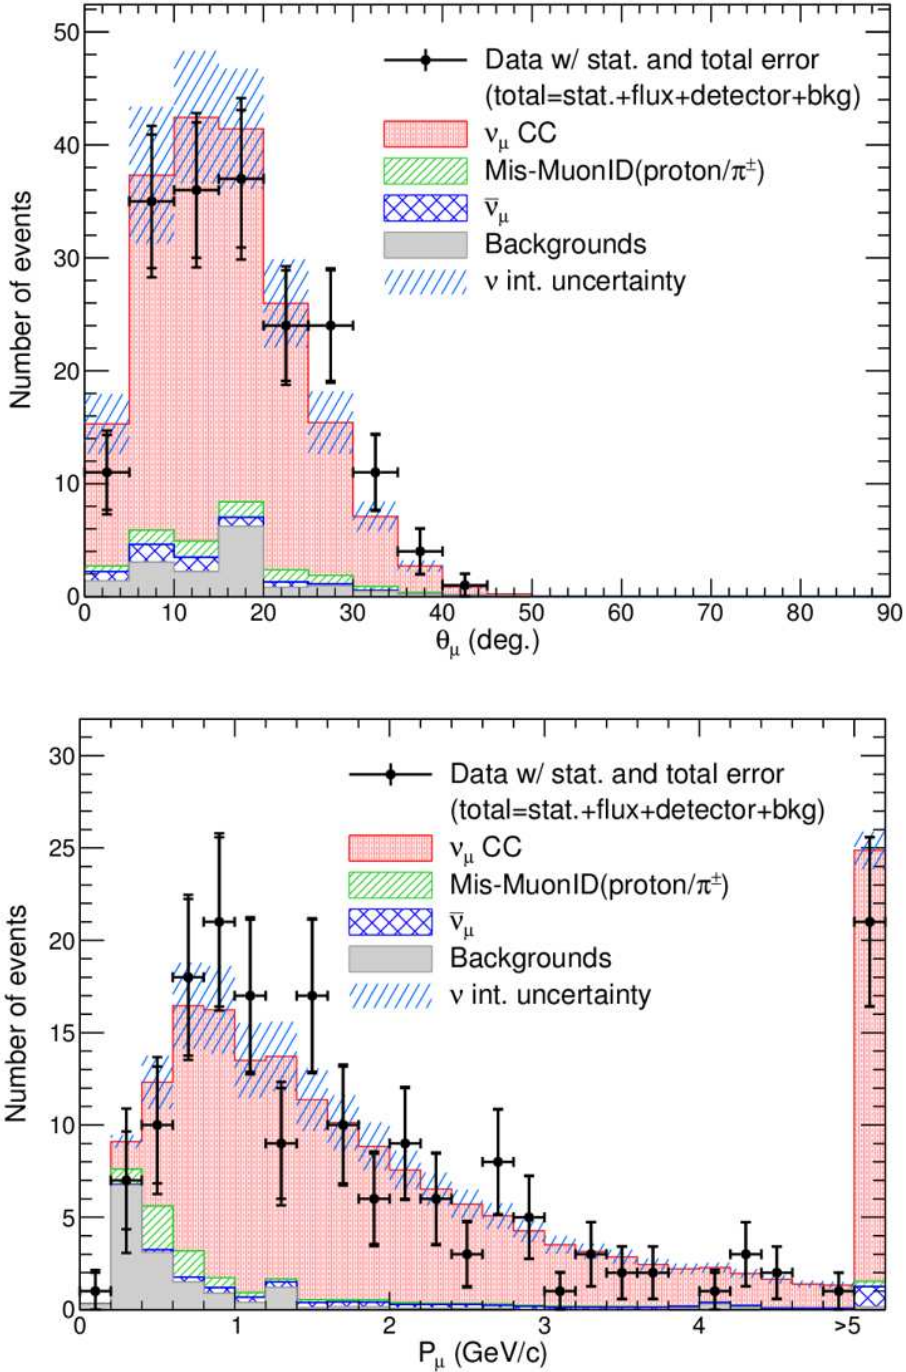 50
40
30
20
10
0
Number of events
Data w/ stat. and total error
(total=stat.+flux+detector+bkg)
νμ CC
Mis-MuonID(proton/π±)
ν̅μ
Backgrounds
ν int. uncertainty
0 10 20 30 40 50 60 70 80 90
θμ (deg.)
30
25
20
15
10
5
0
Number of events
Data w/ stat. and total error
(total=stat.+flux+detector+bkg)
νμ CC
Mis-MuonID(proton/π±)
ν̅μ
Backgrounds
ν int. uncertainty
0 1 2 3 4 >5
Pμ (GeV/c)